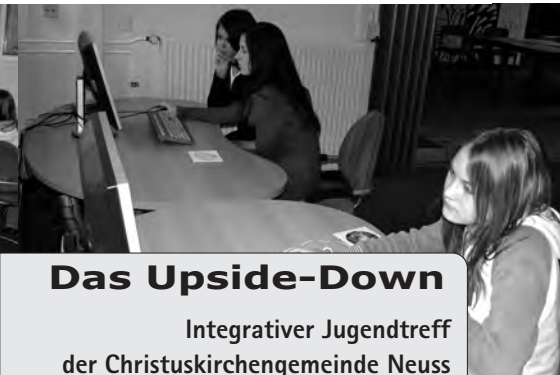 Das Upside-Down
Integrativer Jugendtreff
der Christuskirchengemeinde Neuss